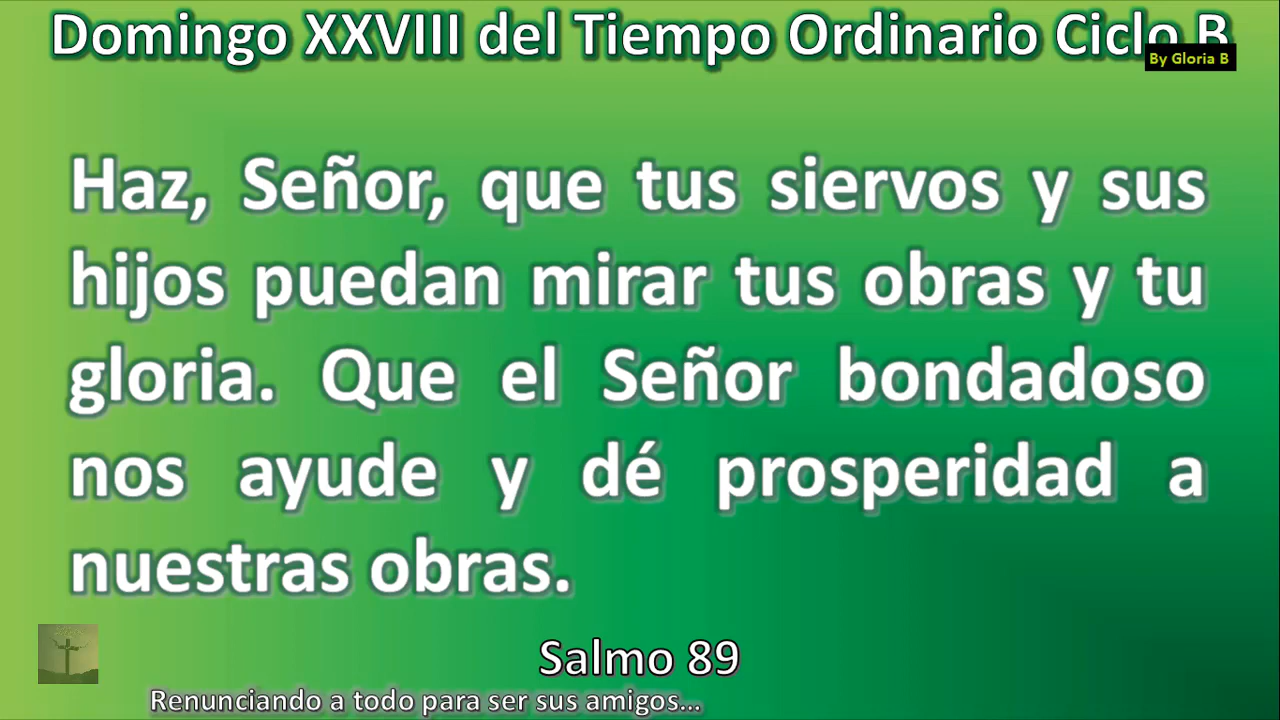 Domingo XXVIII del Tiempo Ordinario Ciclo B
By Gloria B
Haz, Señor, que tus siervos y sus
hijos puedan mirar tus obras y tu
gloria. Que el Señor bondadoso
nos ayude y dé prosperidad a
nuestras obras.
Salmo 89
Renunciando a todo para ser sus amigos...